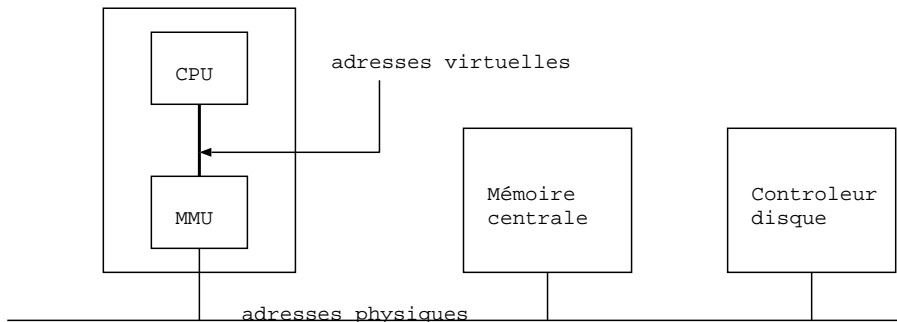 CPU
adresses virtuelles
MMU
Mémoire
centrale
Controleur
disque
adresses physiques